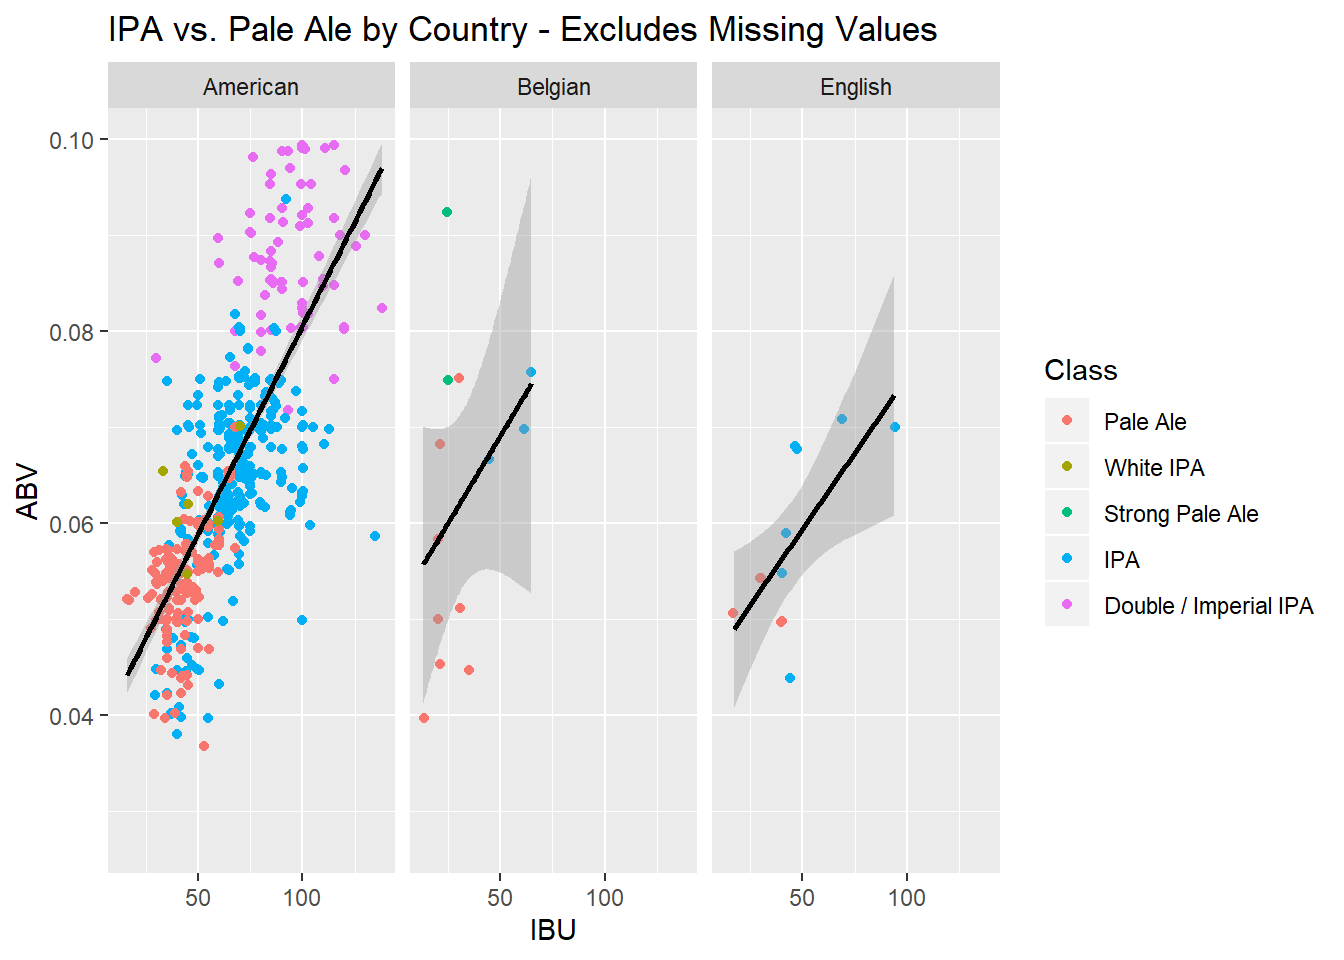 IPA vs. Pale Ale by Country - Excludes Missing Values
American
Belgian
English
ABV
0.10
0.08
0.06
0.04
50
100
50
100
50
100
IBU
Class
Pale Ale
White IPA
Strong Pale Ale
IPA
Double / Imperial IPA